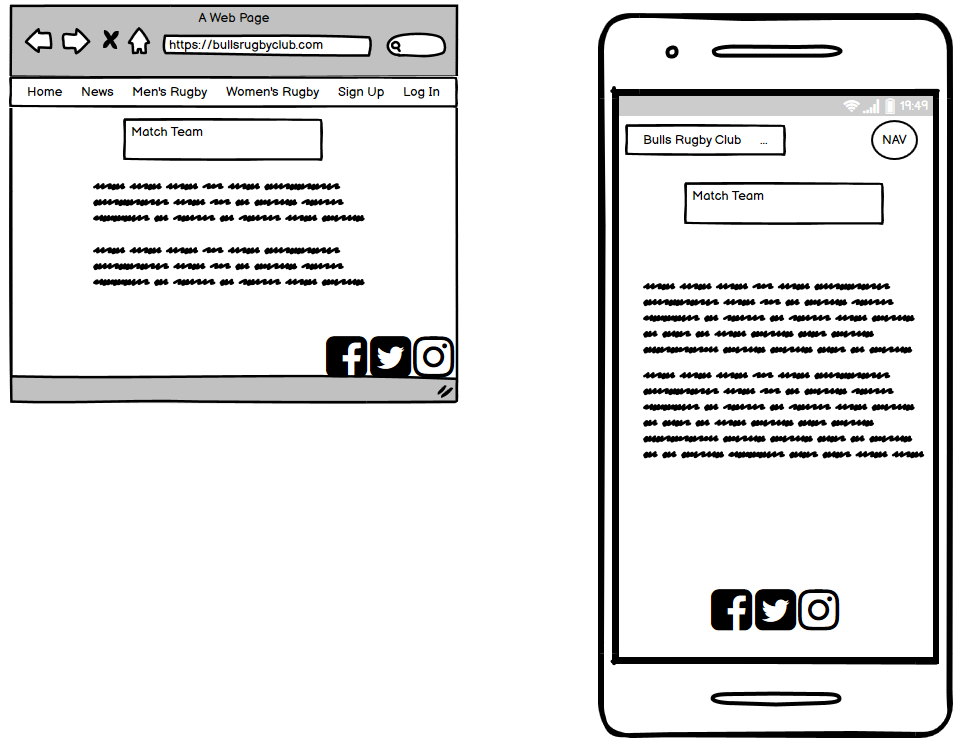 A Web Page
https://bullsrugbyclub.com
Home News Men's Rugby Women's Rugby Sign Up Log In
Match Team
19:49
Bulls Rugby Club ...
NAV
Match Team